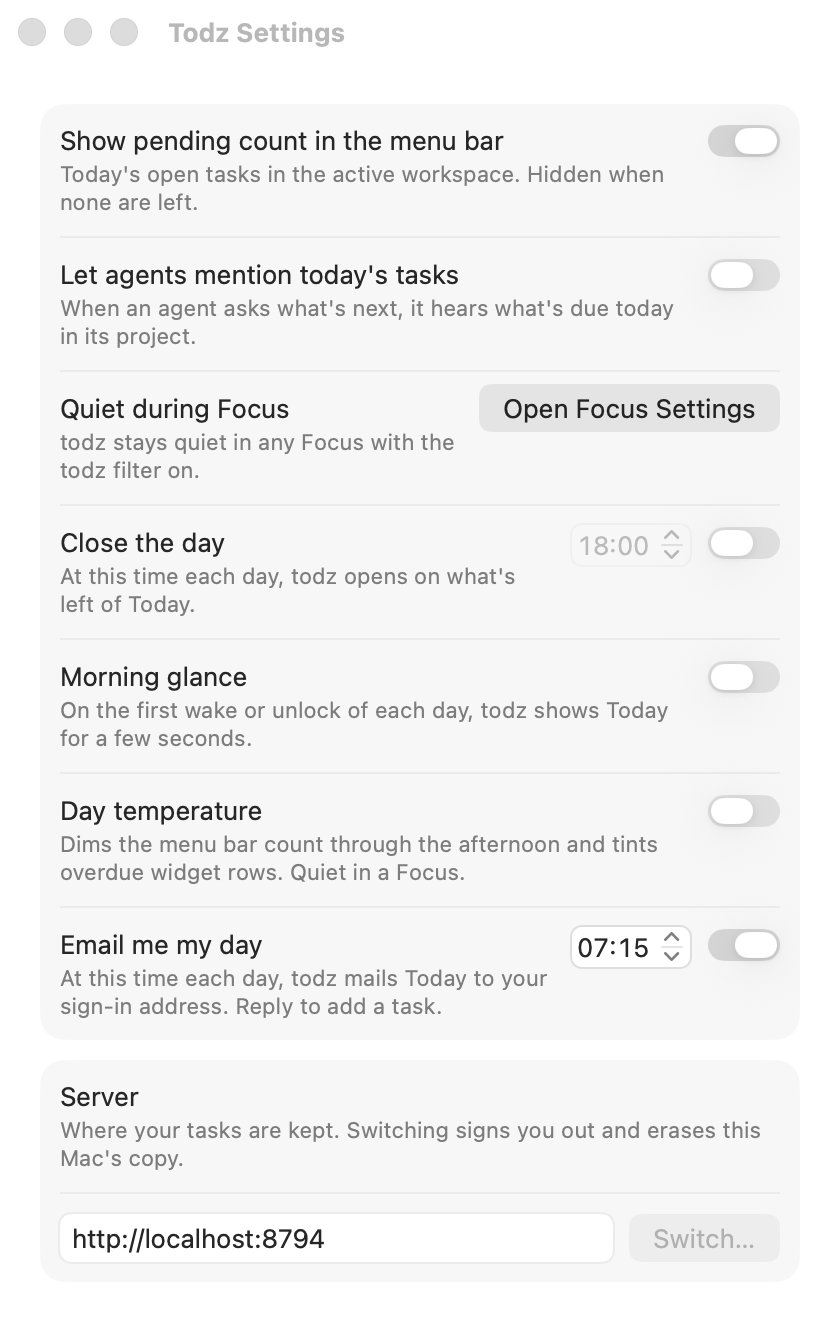 Todz Settings
Show pending count in the menu bar
Today's open tasks in the active workspace. Hidden when
none are left.
Let agents mention today's tasks
When an agent asks what's next, it hears what's due today
in its project.
Quiet during Focus
Open Focus Settings
todz stays quiet in any Focus with the
todz filter on.
Close the day
18:00
At this time each day, todz opens on what's
left of Today.
Morning glance
On the first wake or unlock of each day, todz shows Today
for a few seconds.
Day temperature
Dims the menu bar count through the afternoon and tints
overdue widget rows. Quiet in a Focus.
Email me my day
07:15
At this time each day, todz mails Today to your
sign-in address. Reply to add a task.
Server
Where your tasks are kept. Switching signs you out and erases this
Mac's copy.
http://localhost:8794
Switch...